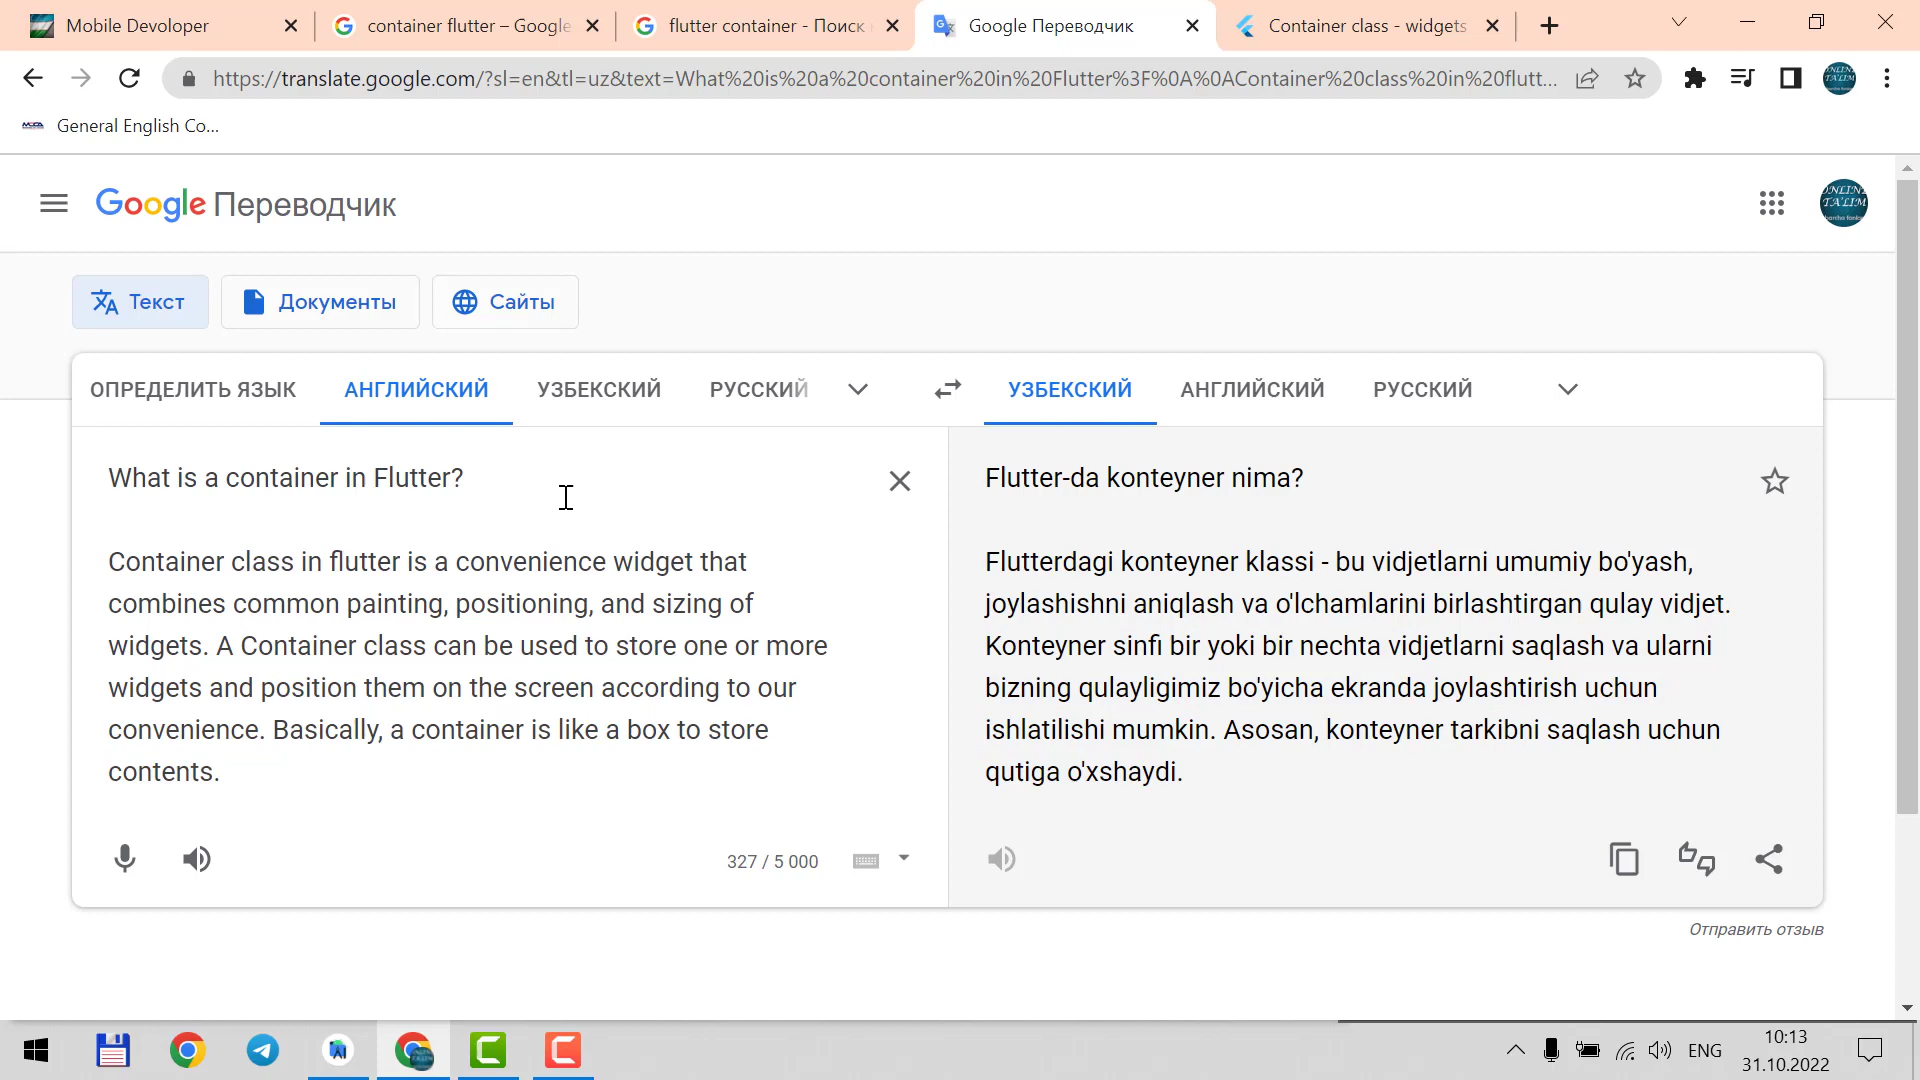 Mobile Devoloper
container flutter – Google
flutter container - Поиск
Google Переводчик
Container class - widgets
https://translate.google.com/?sl=en&tl=uz&text=What%20is%20a%20container%20in%20Flutter%3F%0A%0AContainer%20class%20in%20flutt...
General English Co...
Google Переводчик
ONLINE
TA'LIM
Текст
Документы
Сайты
ОПРЕДЕЛИТЬ ЯЗЫК
АНГЛИЙСКИЙ
УЗБЕКСКИЙ
РУССКИЙ
УЗБЕКСКИЙ
АНГЛИЙСКИЙ
РУССКИЙ
What is a container in Flutter?
Container class in flutter is a convenience widget that
combines common painting, positioning, and sizing of
widgets. A Container class can be used to store one or more
widgets and position them on the screen according to our
convenience. Basically, a container is like a box to store
contents.
327 / 5 000
Flutter-da konteyner nima?
Flutterdagi konteyner klassi - bu vidjetlarni umumiy bo'yash,
joylashishni aniqlash va o'lchamlarini birlashtirgan qulay vidjet.
Konteyner sinfi bir yoki bir nechta vidjetlarni saqlash va ularni
bizning qulayligimiz bo'yicha ekranda joylashtirish uchun
ishlatilishi mumkin. Asosan, konteyner tarkibni saqlash uchun
qutiga o'xshaydi.
Отправить отзыв
ENG
10:13
31.10.2022